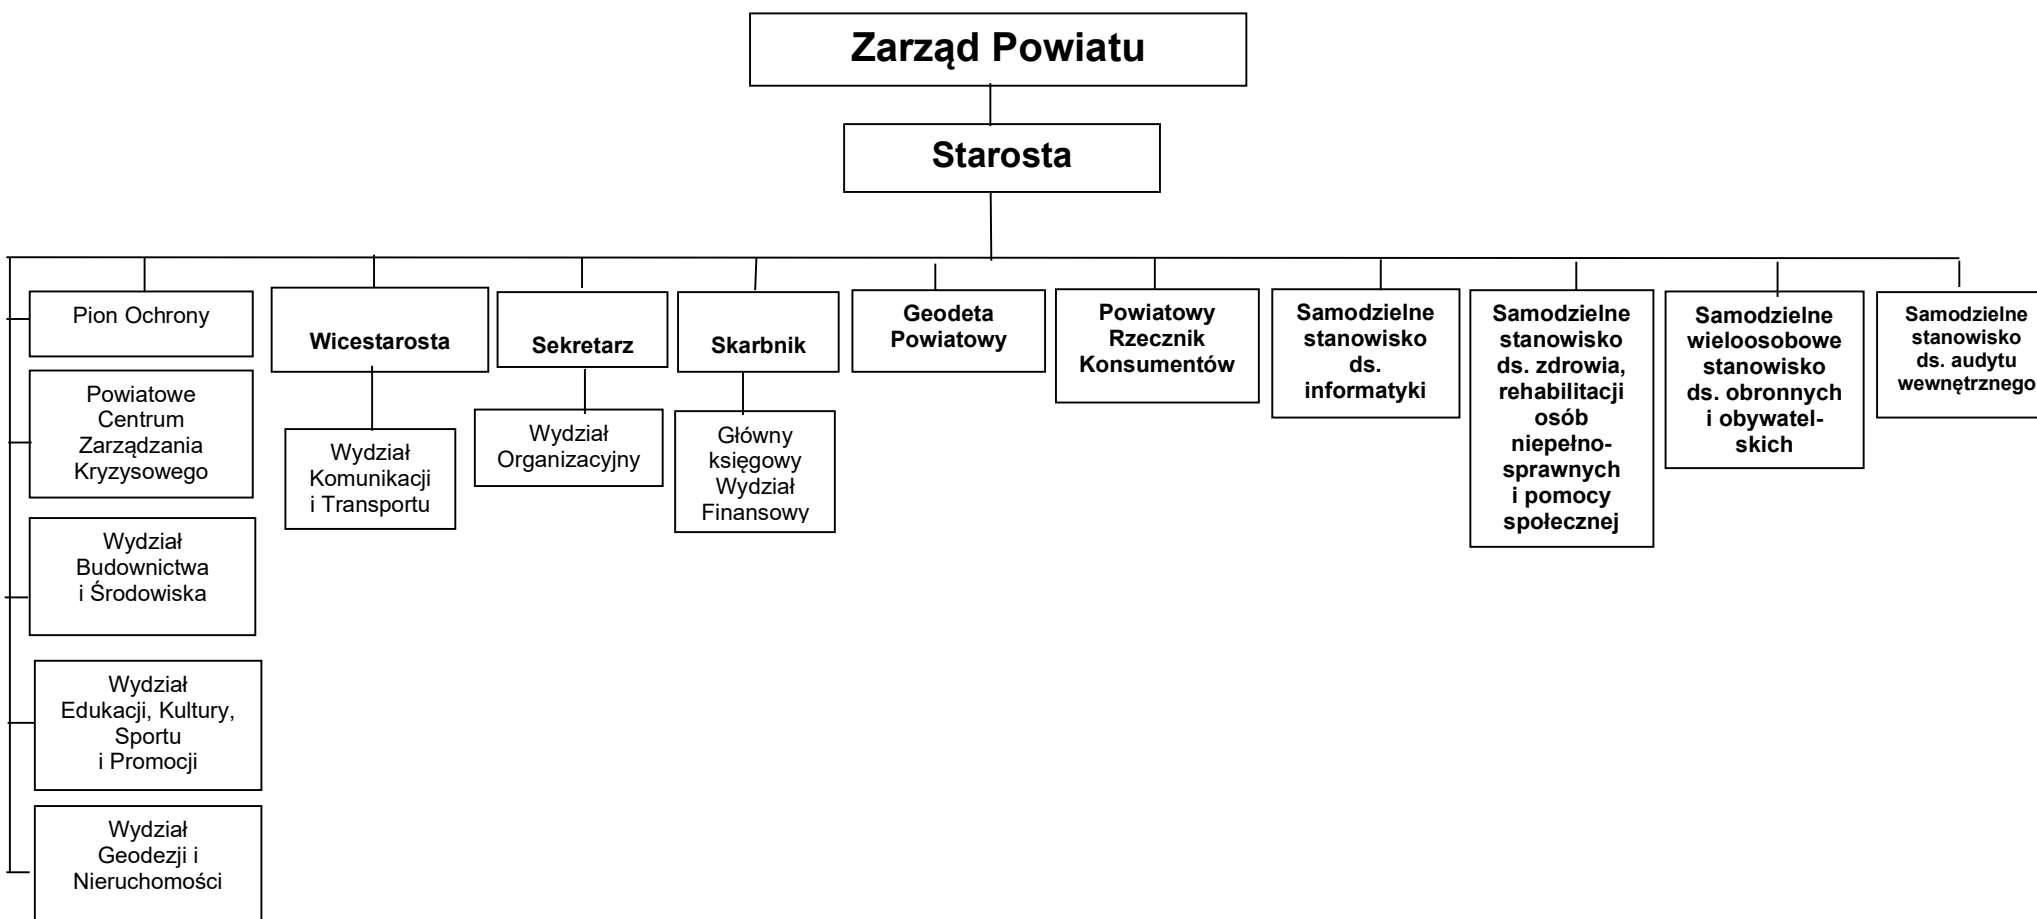 Zarząd Powiatu
Starosta
Pion Ochrony
Powiatowe
Centrum
Zarządzania
Kryzysowego
Wydział
Budownictwa
i Środowiska
Wydział
Edukacji, Kultury,
Sportu
i Promocji
Wydział
Geodezji i
Nieruchomości
Wicestarosta
Wydział
Komunikacji
i Transportu
Sekretarz
Wydział
Organizacyjny
Skarbnik
Główny
księgowy
Wydział
Finansowy
Geodeta
Powiatowy
Powiatowy
Rzecznik
Konsumentów
Samodzielne
stanowisko
ds.
informatyki
Samodzielne
stanowisko
ds. zdrowia,
rehabilitacji
osób
niepełno-
sprawnych
i pomocy
społecznej
Samodzielne
wieloosobowe
stanowisko
ds. obronnych
i obywatel-
skich
Samodzielne
stanowisko
ds. audytu
wewnętrznego